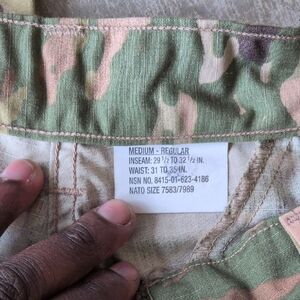 MEDIUM - REGULAR
INSEAM: 29 1/2 TO 32 1/2 IN.
WAIST: 31 TO 35 IN.
NSN NO. 8415-01-623-4186
NATO SIZE 7583/7989